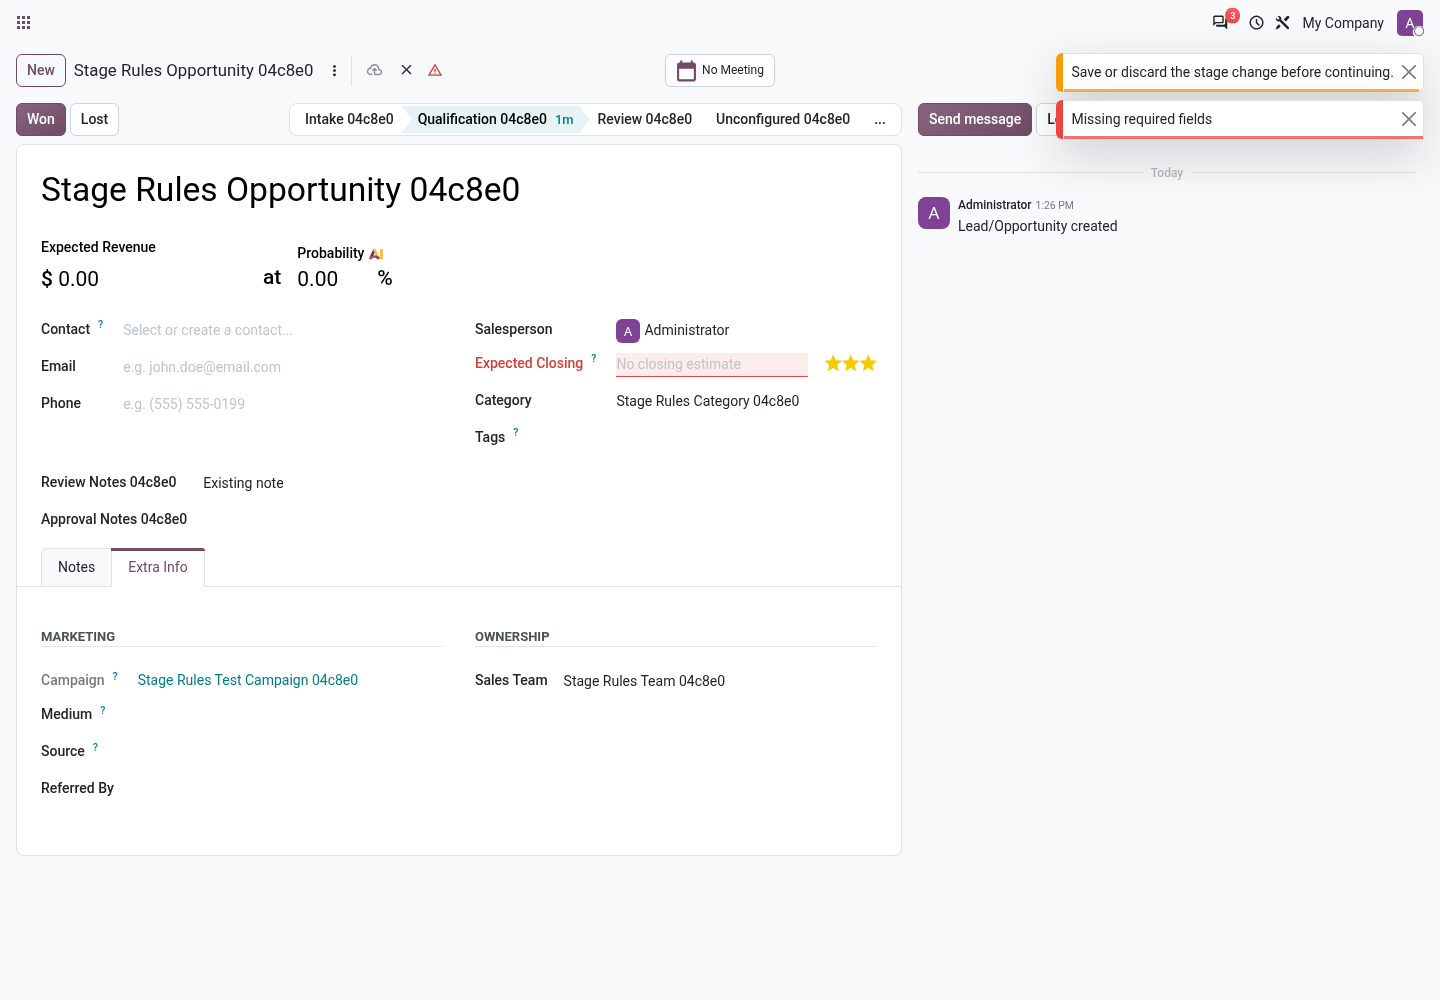 3
My Company
A
New
Stage Rules Opportunity 04c8e0
No Meeting
Save or discard the stage change before continuing.
Won
Lost
Intake 04c8e0
Qualification 04c8e0 1m
Review 04c8e0
Unconfigured 04c8e0
...
Send message
Missing required fields
Stage Rules Opportunity 04c8e0
Today
A
Administrator 1:26 PM
Lead/Opportunity created
Expected Revenue
Probability AI
$ 0.00
at
0.00
%
Contact ?
Select or create a contact...
Salesperson
A
Administrator
Email
e.g. john.doe@email.com
Expected Closing ?
No closing estimate
Phone
e.g. (555) 555-0199
Category
Stage Rules Category 04c8e0
Tags ?
Review Notes 04c8e0
Existing note
Approval Notes 04c8e0
Notes
Extra Info
MARKETING
OWNERSHIP
Campaign ?
Stage Rules Test Campaign 04c8e0
Sales Team
Stage Rules Team 04c8e0
Medium ?
Source ?
Referred By